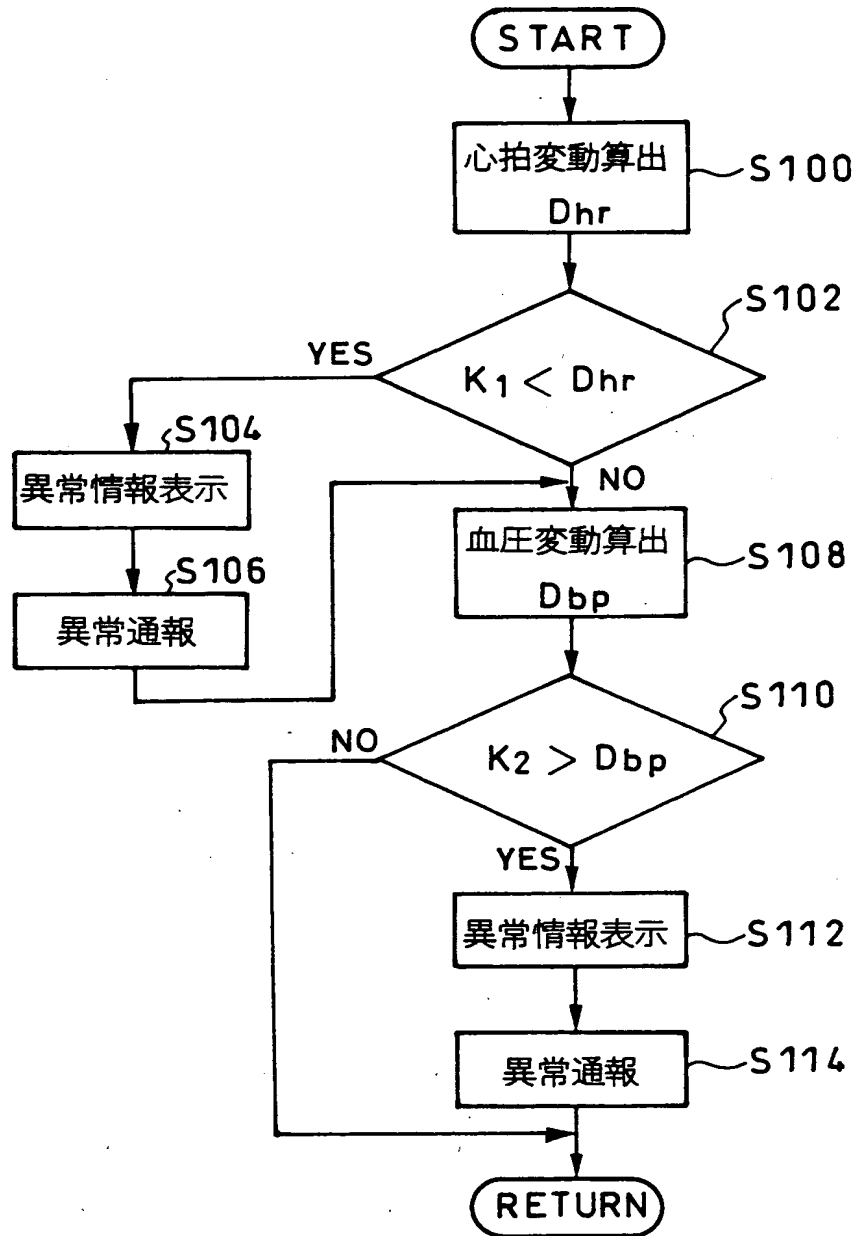 START
心拍変動算出
Dhr
S100
S102
K1 < Dhr
YES
NO
S104
異常情報表示
S106
異常通報
血圧変動算出
Dbp
S108
S110
K2 > Dbp
NO
YES
異常情報表示
S112
異常通報
S114
RETURN